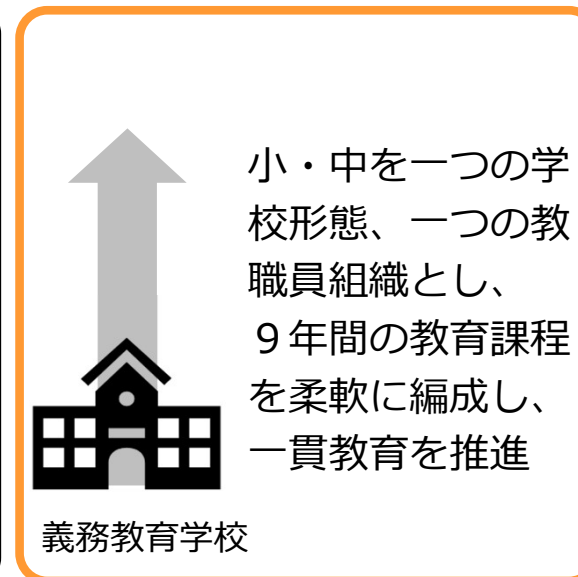 小・中を一つの学
校形態、一つの教
職員組織とし、
９年間の教育課程
を柔軟に編成し、
一貫教育を推進
義務教育学校